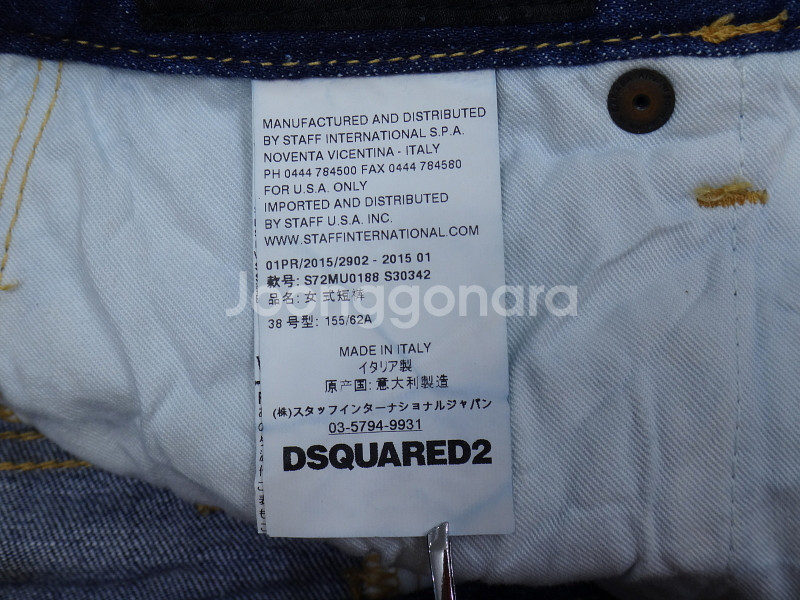 MANUFACTURED AND DISTRIBUTED
BY STAFF INTERNATIONAL S.P.A.
NOVENTA VICENTINA - ITALY
PH 0444 784500 FAX 0444 784580
FOR U.S.A. ONLY
IMPORTED AND DISTRIBUTED
BY STAFF U.S.A. INC.
WWW.STAFFINTERNATIONAL.COM
01PR/2015/2902 - 2015 01
款号: S72MU0188 S30342
品名: 女式短裤
Joonggonara
38 号型: 155/62A
MADE IN ITALY
イタリア製
原产国: 意大利製造
(株)スタッフインターナショナルジャパン
03-5794-9931
DSQUARED2